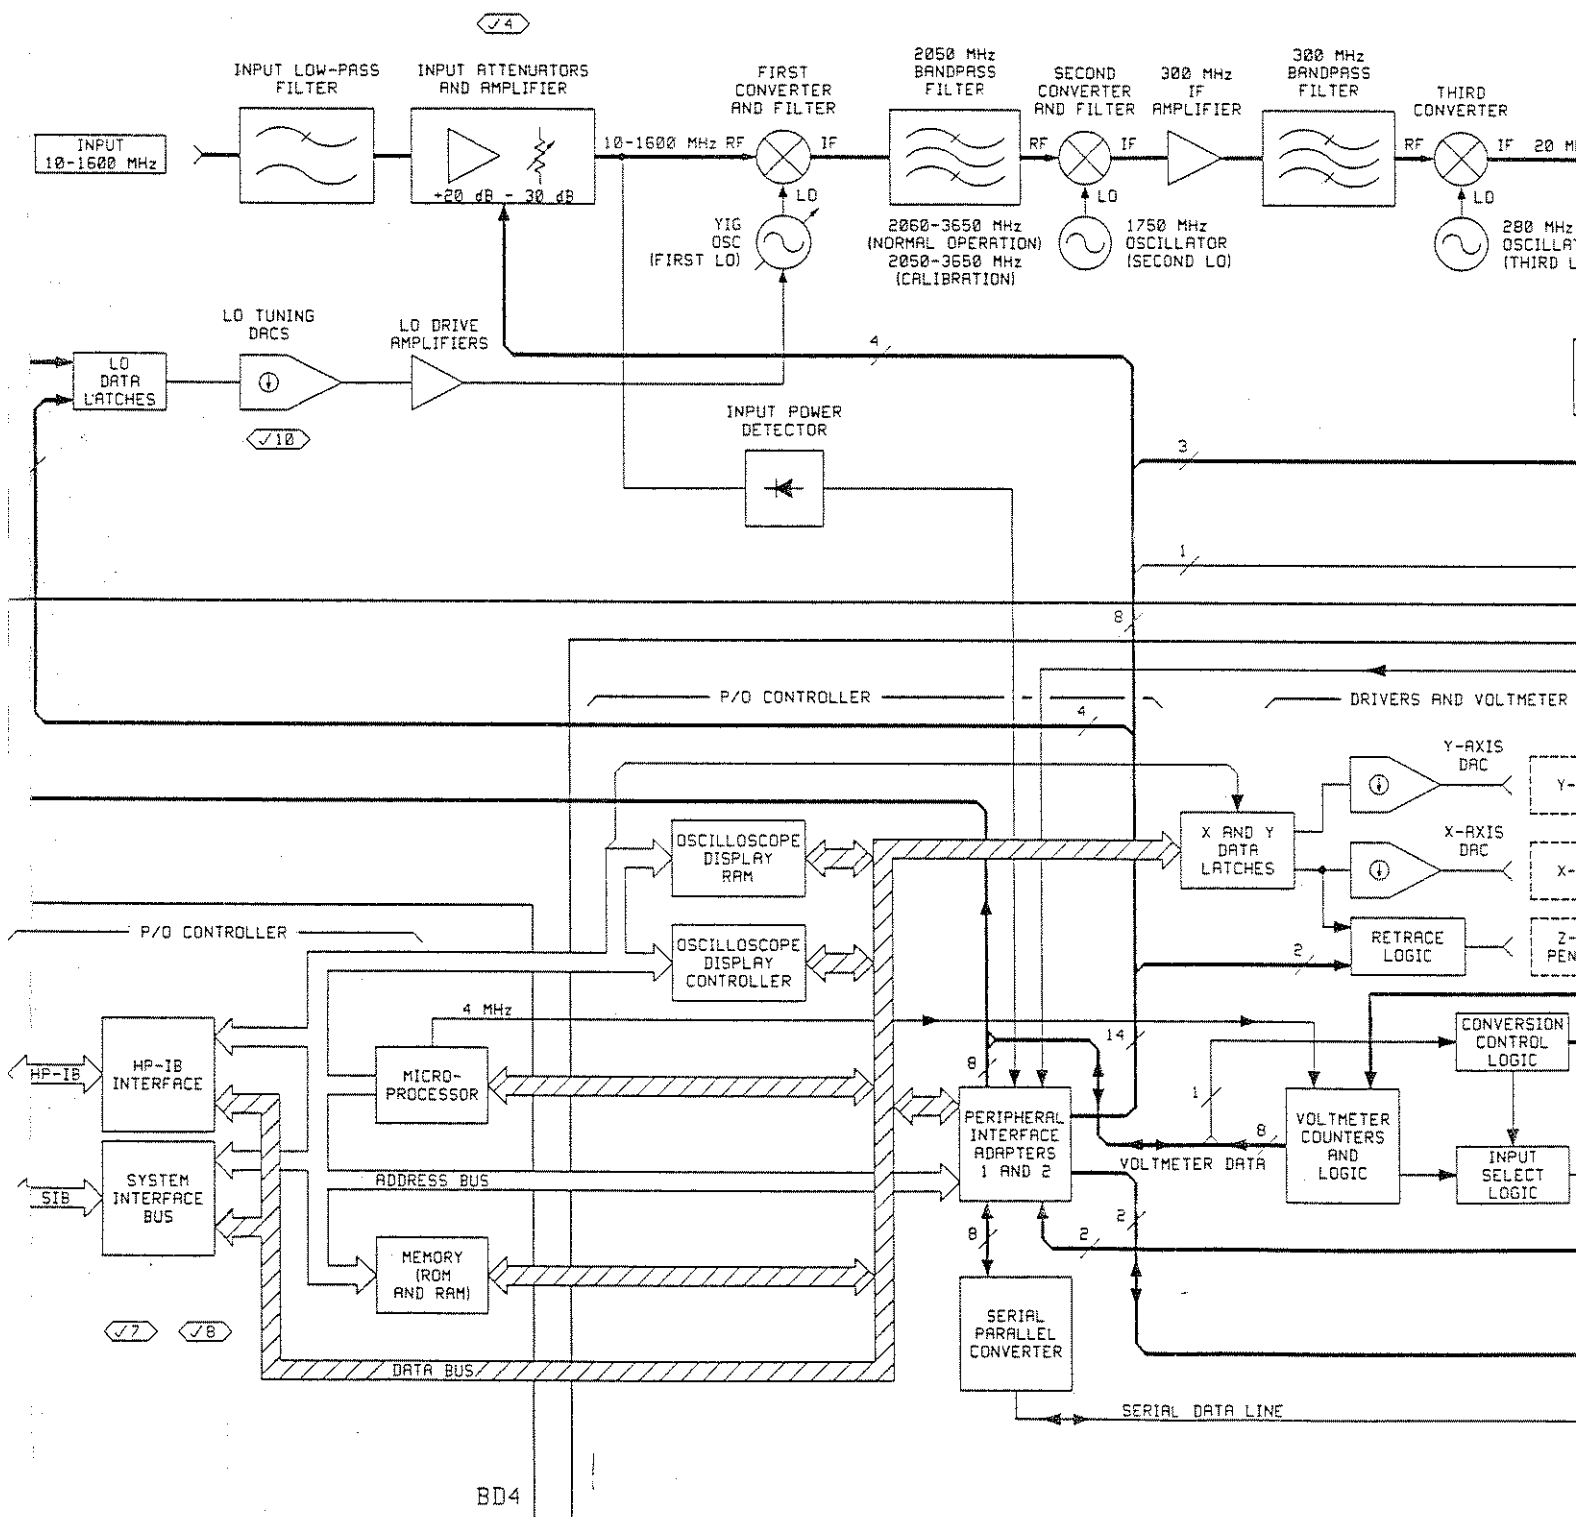 √4
INPUT LOW-PASS
FILTER
INPUT ATTENUATORS
AND AMPLIFIER
FIRST
CONVERTER
AND FILTER
2050 MHz
BANDPASS
FILTER
SECOND
CONVERTER
AND FILTER
300 MHz
IF
AMPLIFIER
300 MHz
BANDPASS
FILTER
THIRD
CONVERTER
INPUT
10-1600 MHz
+20 dB - 30 dB
10-1600 MHz RF
IF
RF
IF
RF
IF
20
LO
LO
LO
YIG
OSC
(FIRST LO)
2060-3650 MHz
(NORMAL OPERATION)
2050-3650 MHz
(CALIBRATION)
1750 MHz
OSCILLATOR
(SECOND LO)
280 MHz
(THIRD
LO TUNING
DACS
LO DRIVE
AMPLIFIERS
4
LO
DATA
LATCHES
√10
INPUT POWER
DETECTOR
3
1
8
P/O CONTROLLER
DRIVERS AND VOLTMETER
4
Y-AXIS
DAC
Y-
X AND Y
DATA
LATCHES
X-AXIS
DAC
X-
OSCILLOSCOPE
DISPLAY
RAM
P/O CONTROLLER
OSCILLOSCOPE
DISPLAY
CONTROLLER
RETRACE
LOGIC
2
Z-
PEN
4 MHz
14
8
CONVERSION
CONTROL
LOGIC
HP-IB
HP-IB
INTERFACE
MICRO-
PROCESSOR
PERIPHERAL
INTERFACE
ADAPTERS
1 AND 2
1
8
VOLTMETER DATA
VOLTMETER
COUNTERS
AND
LOGIC
INPUT
SELECT
LOGIC
SIB
SYSTEM
INTERFACE
BUS
ADDRESS BUS
2
8
2
MEMORY
(ROM
AND RAM)
SERIAL
PARALLEL
CONVERTER
√7
√8
DATA BUS
SERIAL DATA LINE
BD4